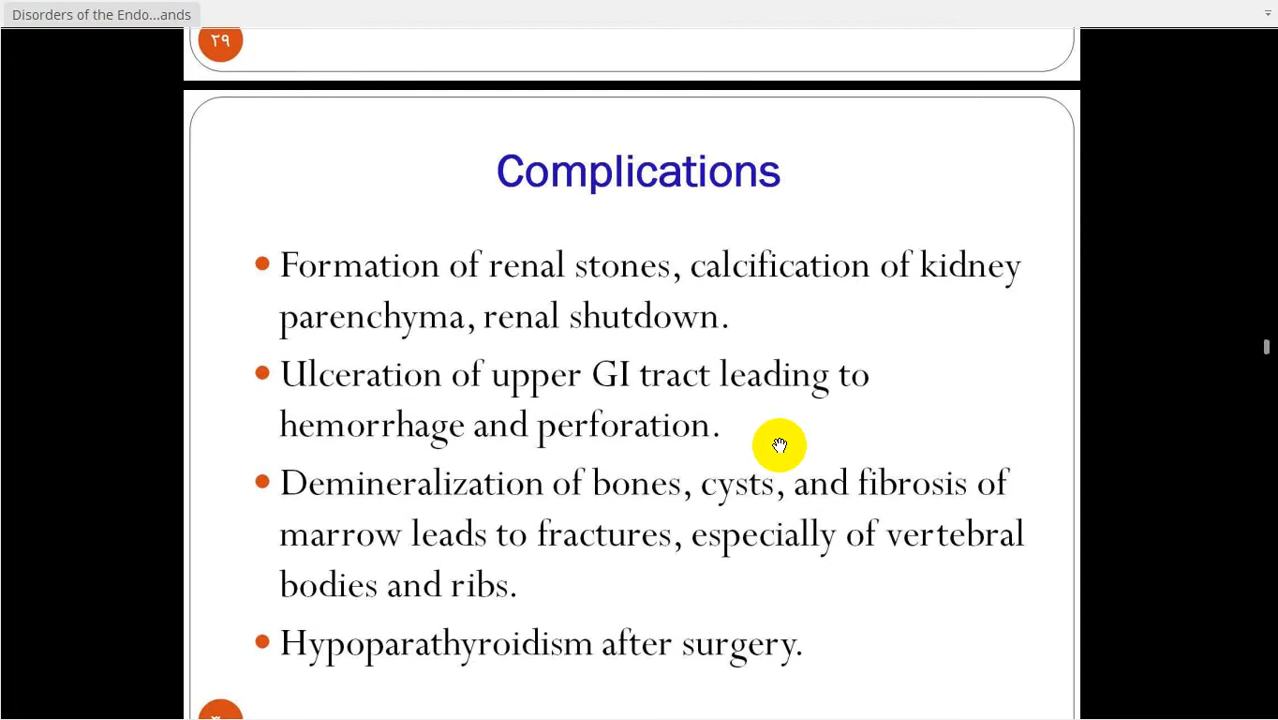 Disorders of the Endo...ands
٢٩
Complications
• Formation of renal stones, calcification of kidney
parenchyma, renal shutdown.
• Ulceration of upper GI tract leading to
hemorrhage and perforation.
• Demineralization of bones, cysts, and fibrosis of
marrow leads to fractures, especially of vertebral
bodies and ribs.
• Hypoparathyroidism after surgery.